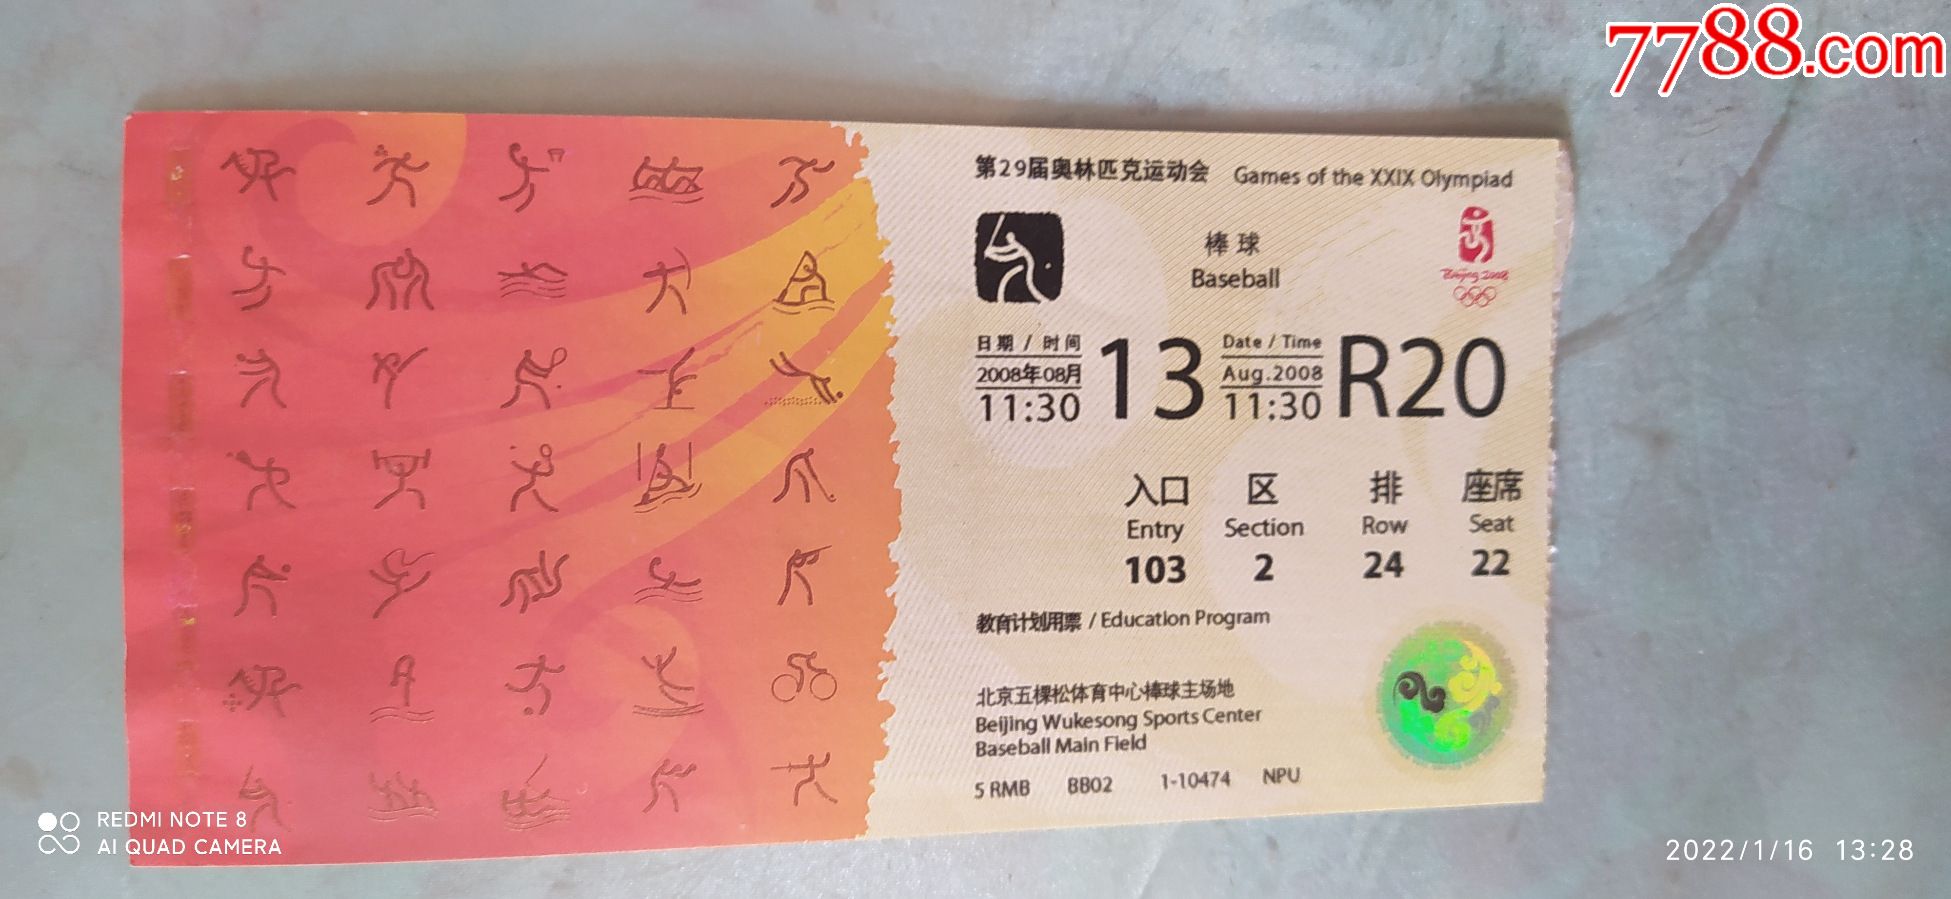 7788.com
第29届奥林匹克运动会 Games of the XXIX Olympiad
棒球
Baseball
Beijing 2008
日期 / 时间
2008年08月
11:30
13
Date / Time
Aug.2008
11:30
R20
入口 区 排 座席
Entry Section Row Seat
103 2 24 22
教育计划用票 / Education Program
北京五棵松体育中心棒球主场地
Beijing Wukesong Sports Center
Baseball Main Field
5 RMB BB02 1-10474 NPU
REDMI NOTE 8
AI QUAD CAMERA
2022/1/16 13:28